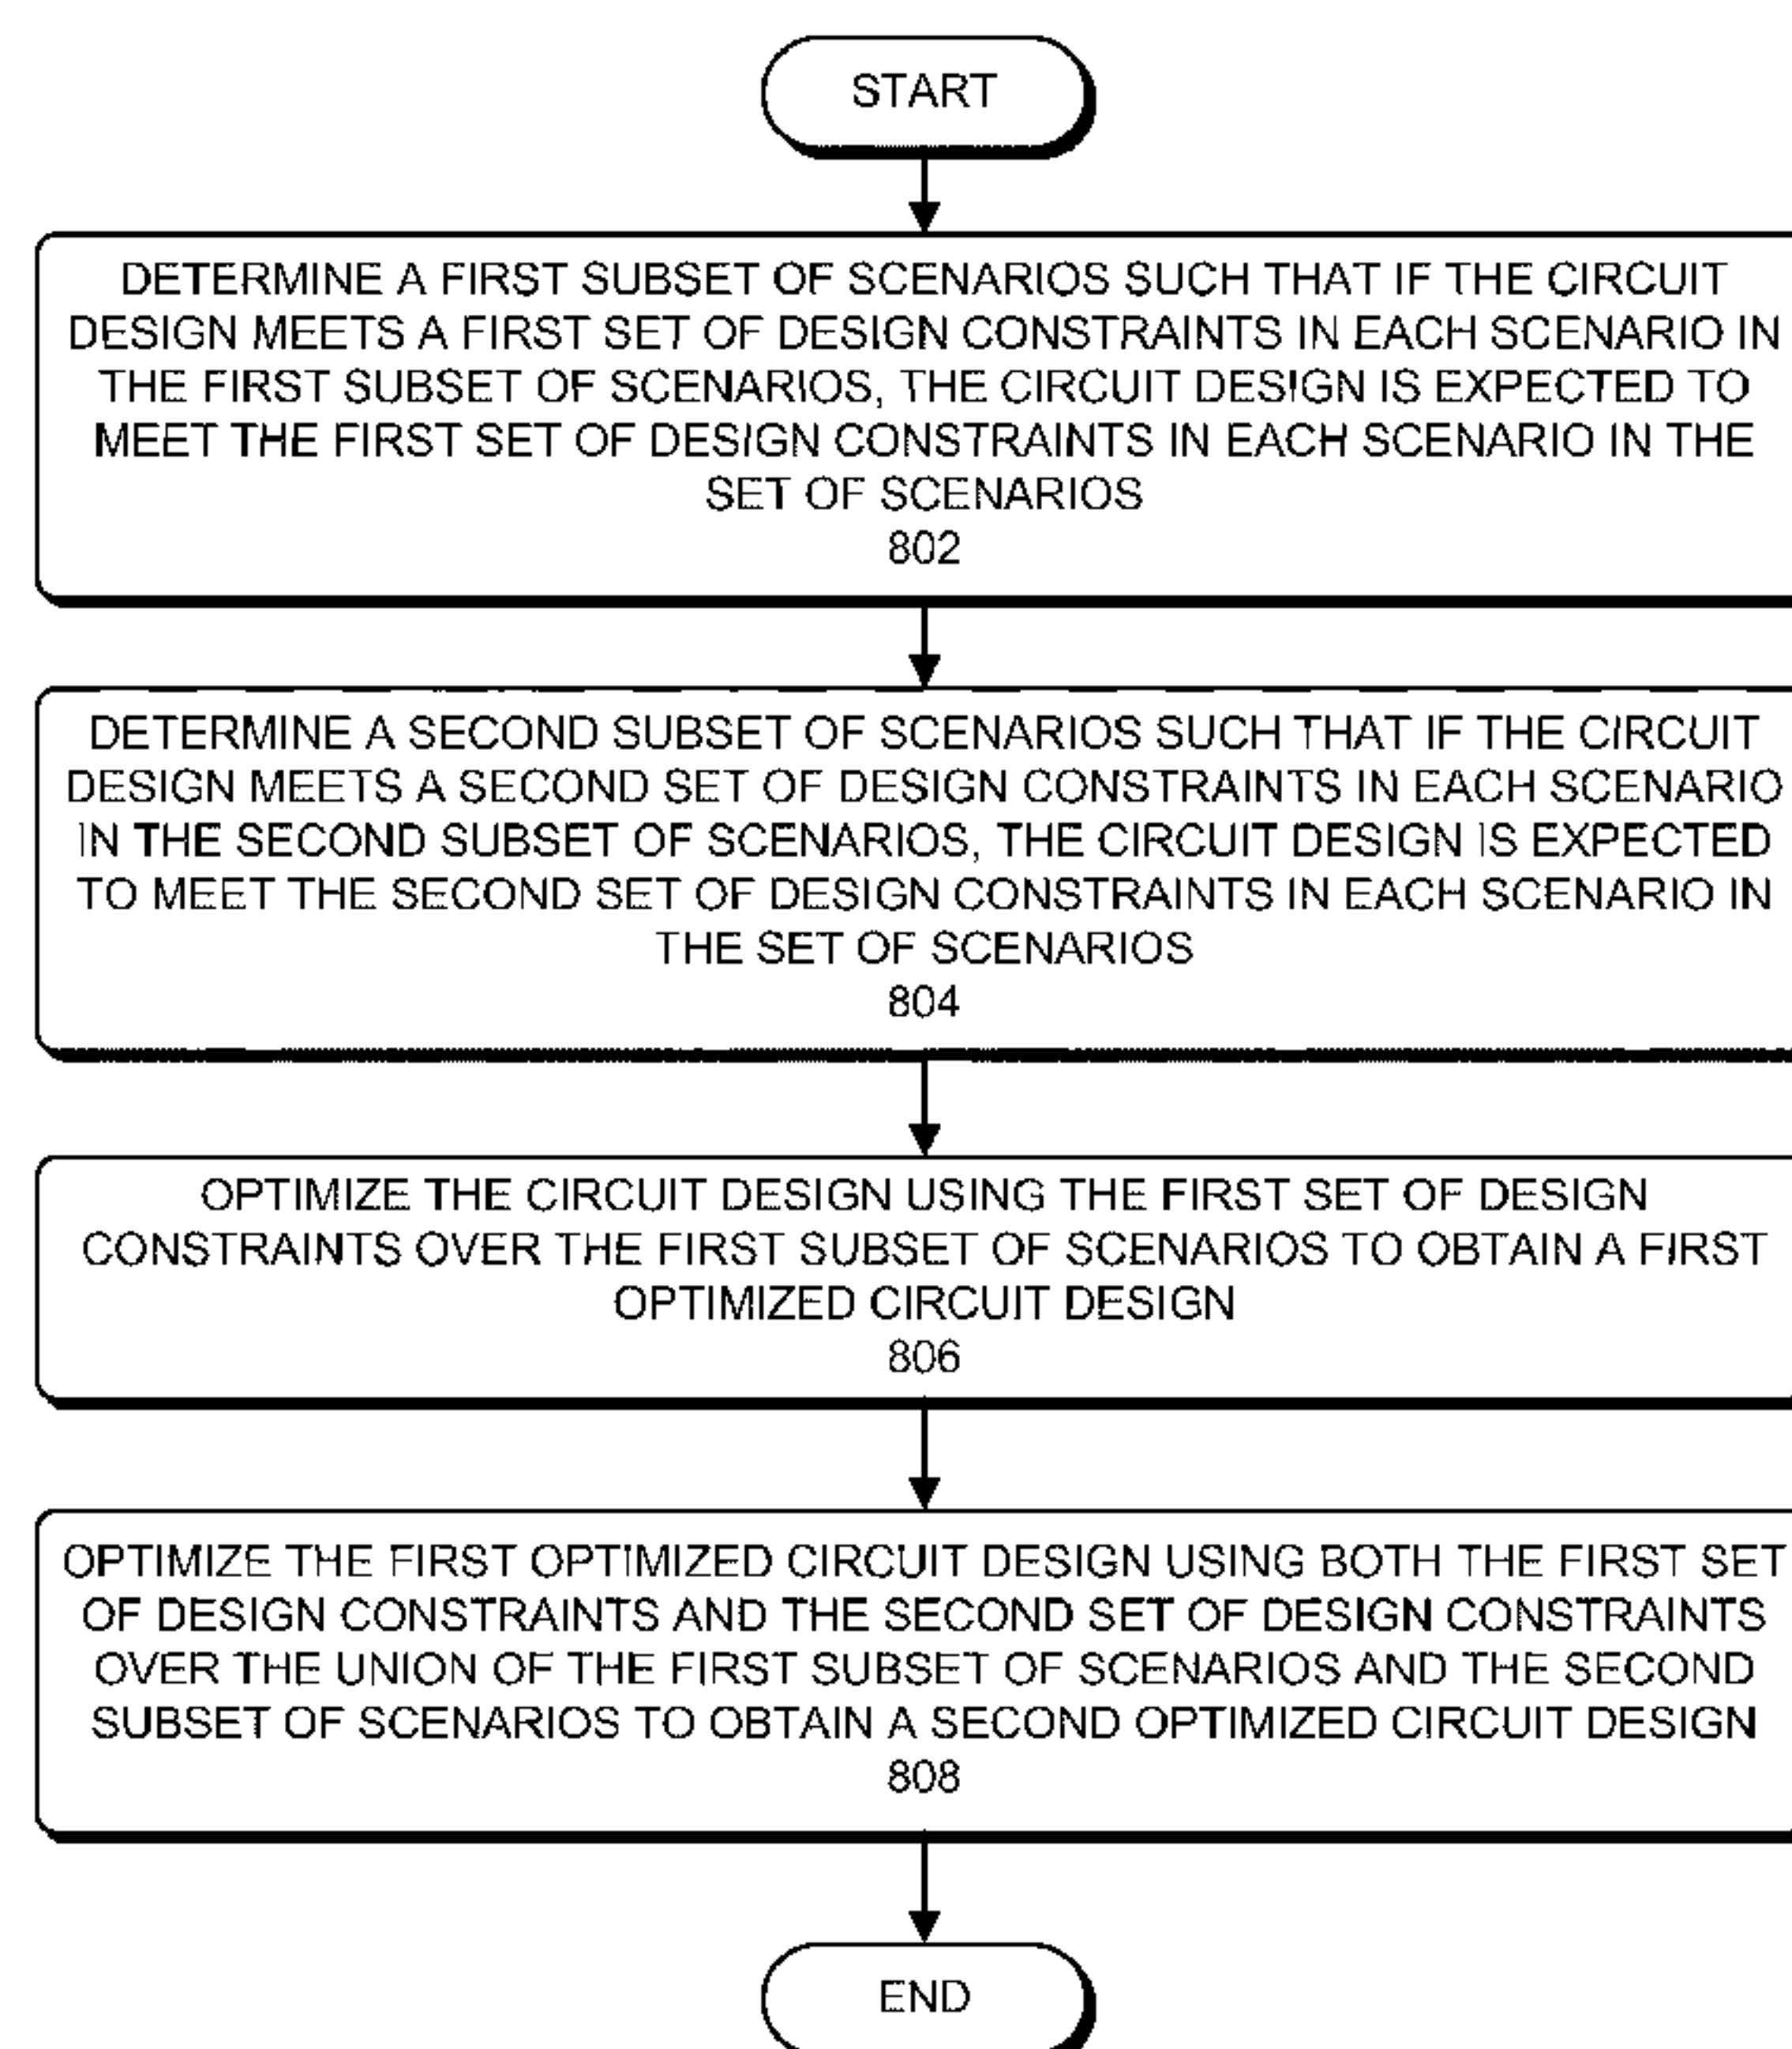 START
DETERMINE A FIRST SUBSET OF SCENARIOS SUCH THAT IF THE CIRCUIT
DESIGN MEETS A FIRST SET OF DESIGN CONSTRAINTS IN EACH SCENARIO IN
THE FIRST SUBSET OF SCENARIOS, THE CIRCUIT DESIGN IS EXPECTED TO
MEET THE FIRST SET OF DESIGN CONSTRAINTS IN EACH SCENARIO IN THE
SET OF SCENARIOS
802
DETERMINE A SECOND SUBSET OF SCENARIOS SUCH THAT IF THE CIRCUIT
DESIGN MEETS A SECOND SET OF DESIGN CONSTRAINTS IN EACH SCENARIO
IN THE SECOND SUBSET OF SCENARIOS, THE CIRCUIT DESIGN IS EXPECTED
TO MEET THE SECOND SET OF DESIGN CONSTRAINTS IN EACH SCENARIO IN
THE SET OF SCENARIOS
804
OPTIMIZE THE CIRCUIT DESIGN USING THE FIRST SET OF DESIGN
CONSTRAINTS OVER THE FIRST SUBSET OF SCENARIOS TO OBTAIN A FIRST
OPTIMIZED CIRCUIT DESIGN
806
OPTIMIZE THE FIRST OPTIMIZED CIRCUIT DESIGN USING BOTH THE FIRST SET
OF DESIGN CONSTRAINTS AND THE SECOND SET OF DESIGN CONSTRAINTS
OVER THE UNION OF THE FIRST SUBSET OF SCENARIOS AND THE SECOND
SUBSET OF SCENARIOS TO OBTAIN A SECOND OPTIMIZED CIRCUIT DESIGN
808
END